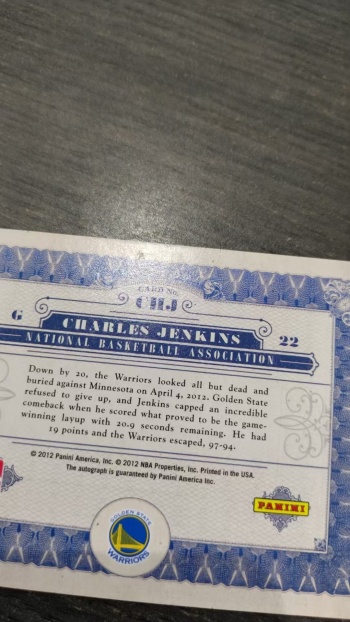 CARD No.
CHJ
G CHARLES JENKINS 22
NATIONAL BASKETBALL ASSOCIATION
Down by 20, the Warriors looked all but dead and
buried against Minnesota on April 4, 2012. Golden State
refused to give up, and Jenkins capped an incredible
comeback when he scored what proved to be the game-
winning layup with 20.9 seconds remaining. He had
19 points and the Warriors escaped, 97-94.
© 2012 Panini America, Inc. © 2012 NBA Properties, Inc. Printed in the USA.
The autograph is guaranteed by Panini America Inc.
PANINI
GOLDEN STATE
WARRIORS